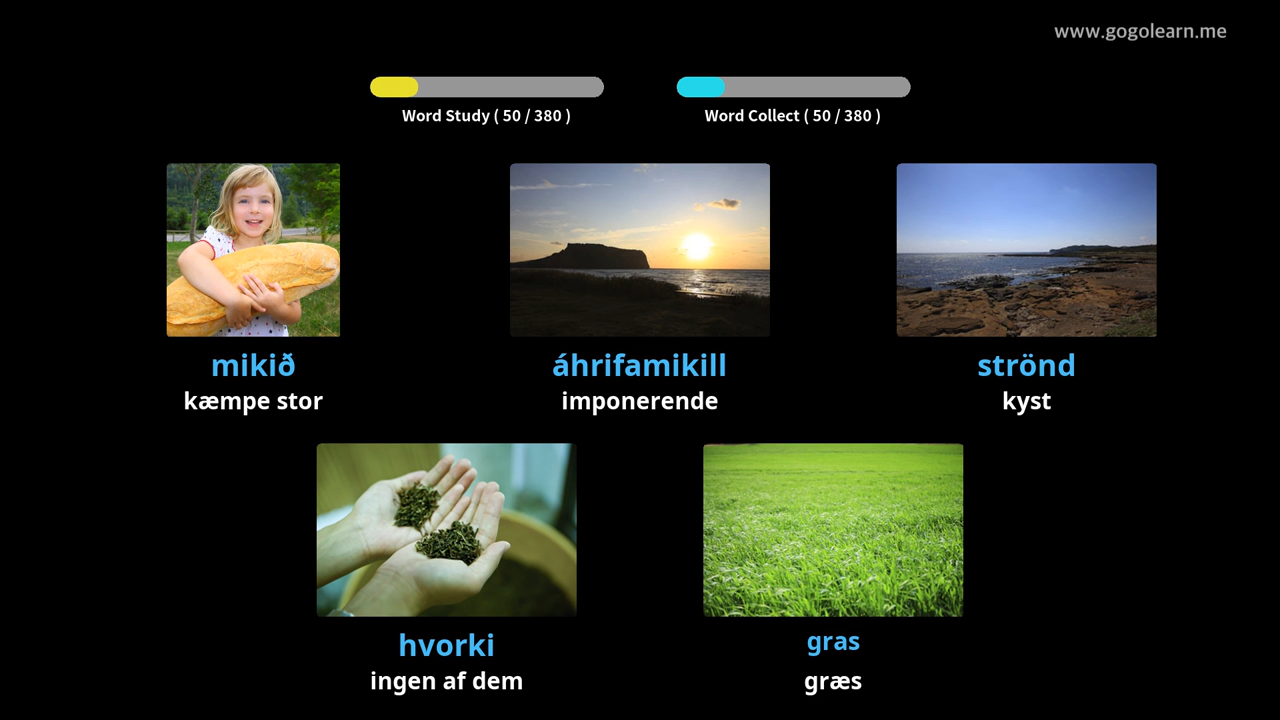 www.gogolearn.me
Word Study ( 50 / 380 )
Word Collect ( 50 / 380 )
mikið
kæmpe stor
áhrifamikill
imponerende
strönd
kyst
hvorki
ingen af dem
gras
græs